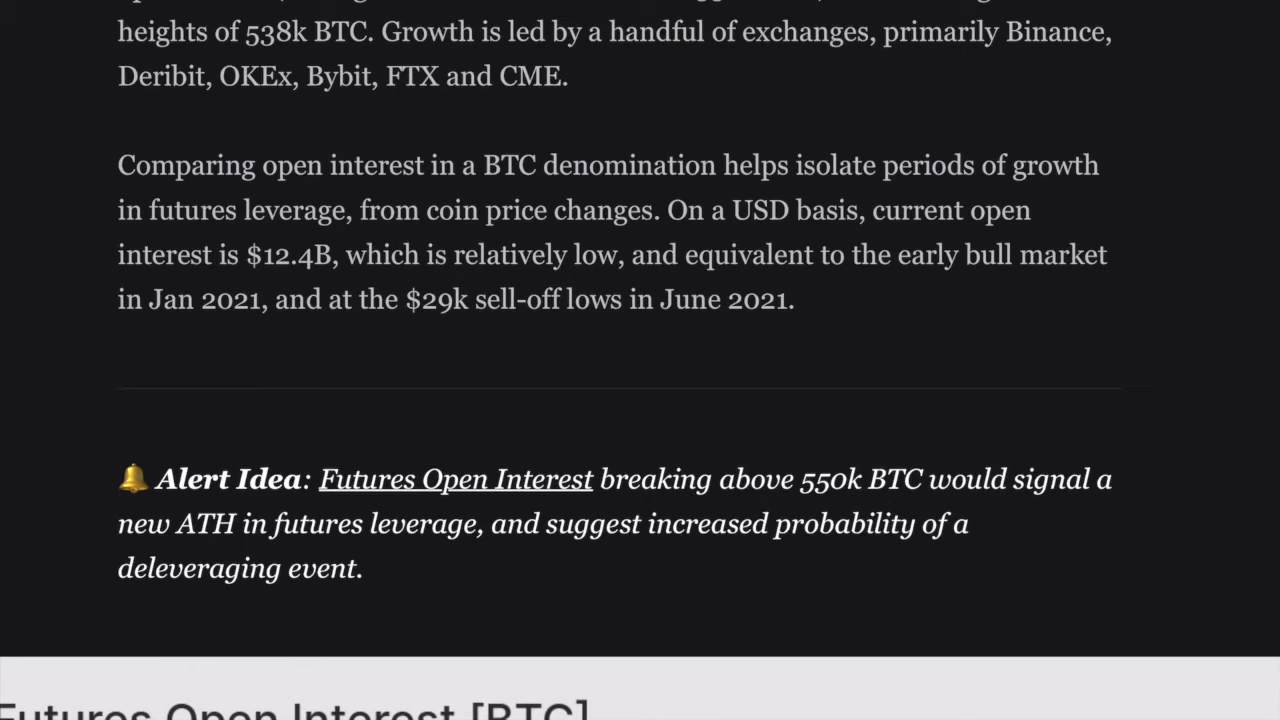 heights of 538k BTC. Growth is led by a handful of exchanges, primarily Binance,
Deribit, OKEx, Bybit, FTX and CME.
Comparing open interest in a BTC denomination helps isolate periods of growth
in futures leverage, from coin price changes. On a USD basis, current open
interest is $12.4B, which is relatively low, and equivalent to the early bull market
in Jan 2021, and at the $29k sell-off lows in June 2021.
🔔 Alert Idea: Futures Open Interest breaking above 550k BTC would signal a
new ATH in futures leverage, and suggest increased probability of a
deleveraging event.
Futures Open Interest [BTC]